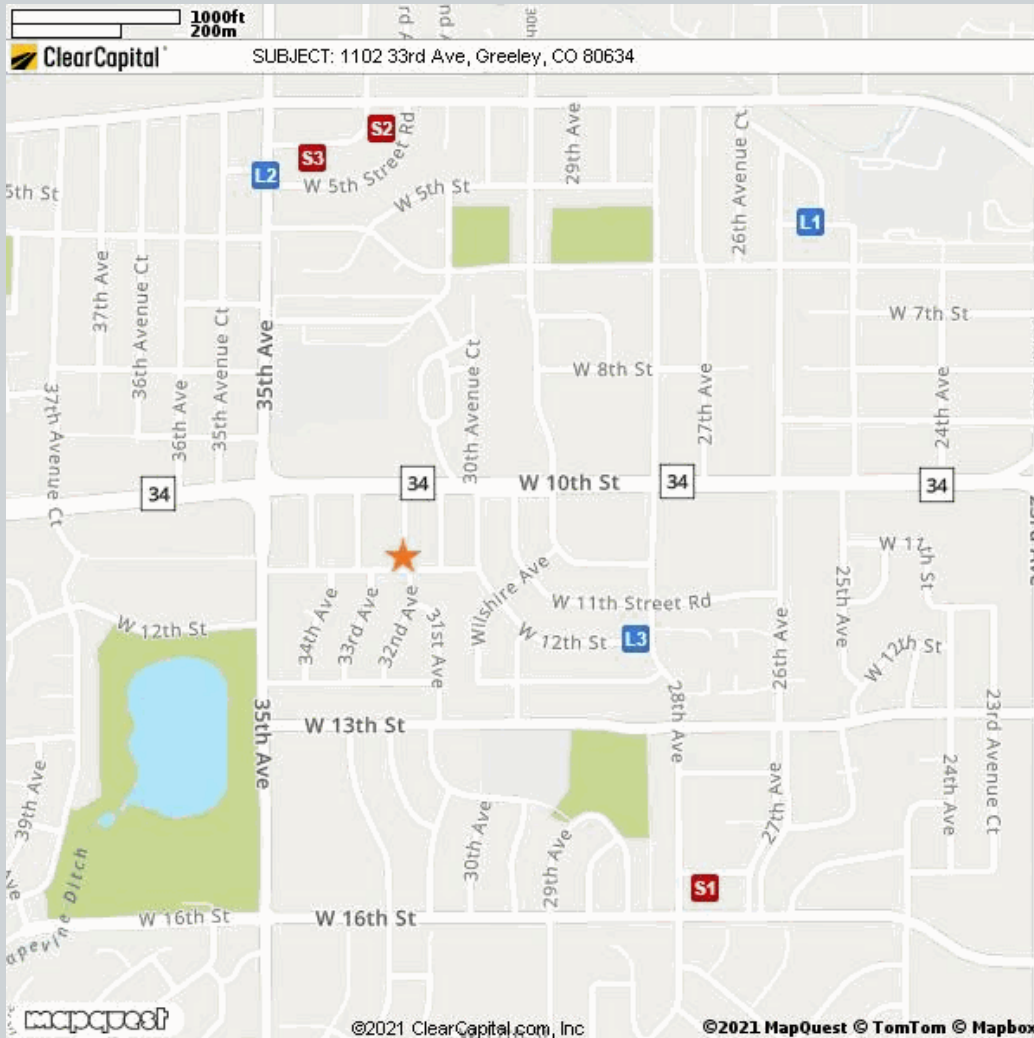 1000ft
200m
ClearCapital
SUBJECT: 1102 33rd Ave, Greeley, CO 80634
30th
S2
S3
L2
W 5th Street Rd
29th Ave
26th Avenue Ct
5th St
W 5th St
L1
37th Ave
36th Avenue Ct
35th Avenue Ct
35th Ave
W 7th St
W 8th St
36th Ave
37th Avenue Ct
30th Avenue Ct
27th Ave
24th Ave
34
34
W 10th St
34
34
34th Ave
33rd Ave
32nd Ave
31st Ave
Wilshire Ave
W 11th Street Rd
W 12th St
L3
26th Ave
25th Ave
W 12th St
W 12th St
28th Ave
35th Ave
W 13th St
23rd Avenue Ct
39th Ave
30th Ave
29th Ave
27th Ave
24th Ave
S1
Ditch
W 16th St
W 16th St
mapquest
©2021 ClearCapital.com, Inc
©2021 MapQuest © TomTom © Mapbox